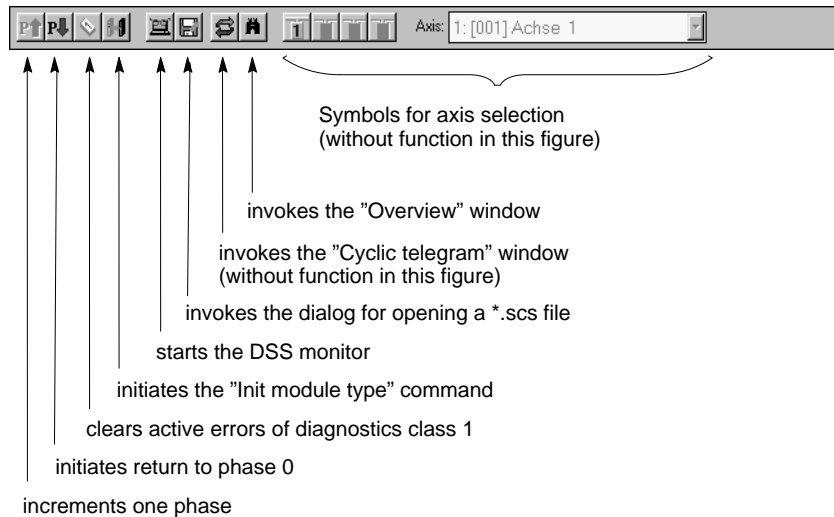 P P 1 Axis: 1: [001] Achse 1
Symbols for axis selection
(without function in this figure)
invokes the ”Overview” window
invokes the ”Cyclic telegram” window
(without function in this figure)
invokes the dialog for opening a *.scs file
starts the DSS monitor
initiates the ”Init module type” command
clears active errors of diagnostics class 1
initiates return to phase 0
increments one phase